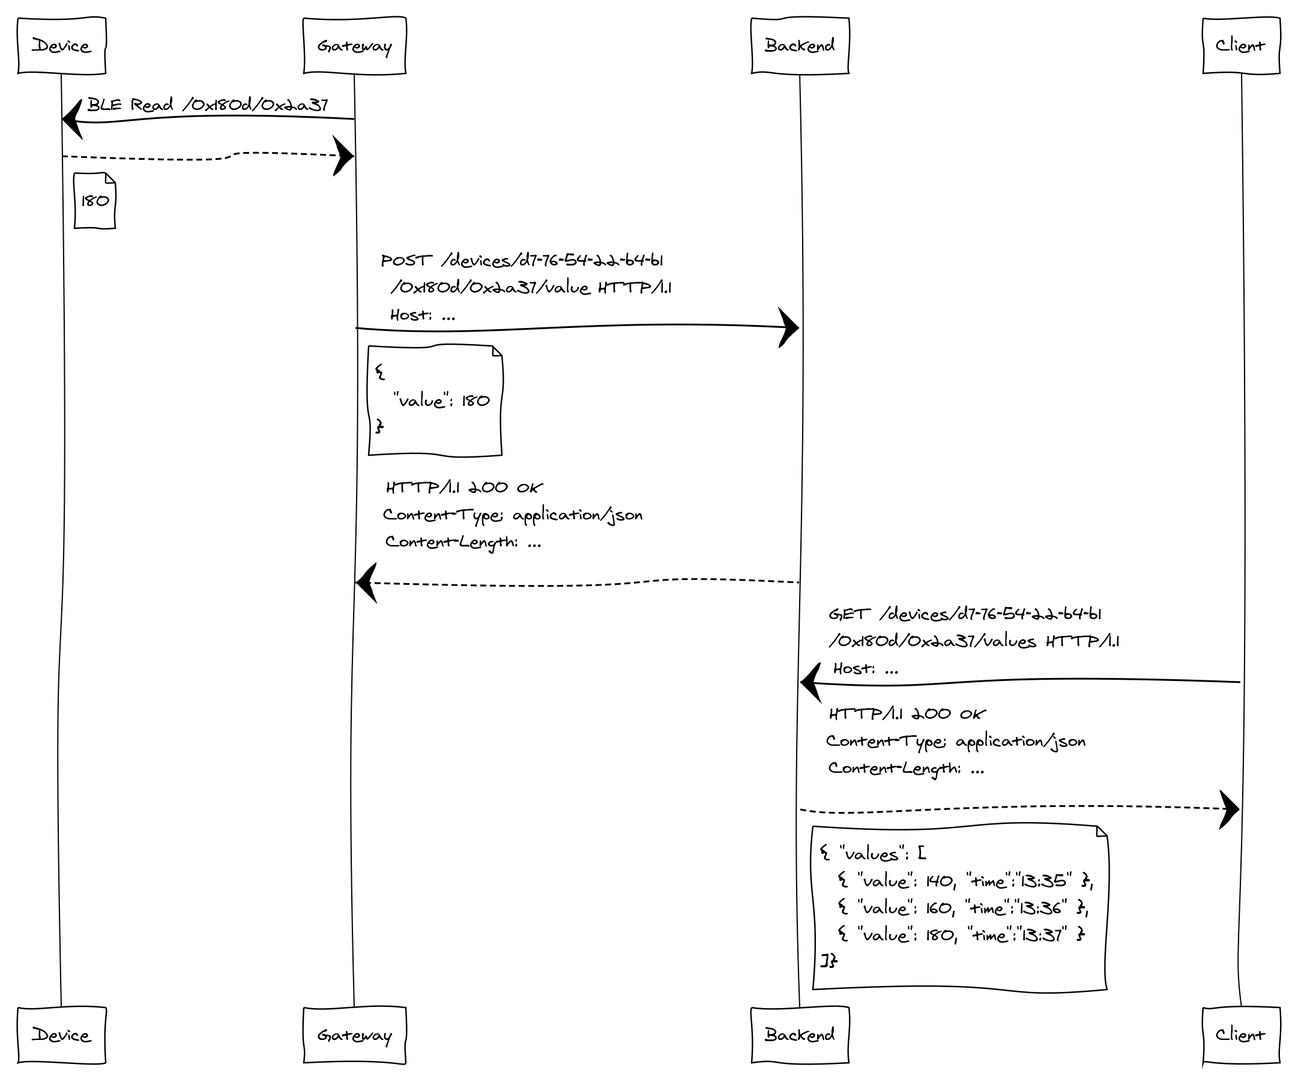 Device
Gateway
Backend
Client
BLE Read /0x180d/0x2a37
180
POST /devices/d7-76-54-22-b4-b1
/0x180d/0x2a37/value HTTP/1.1
Host: ...
{
"value": 180
}
HTTP/1.1 200 OK
Content-Type: application/json
Content-Length: ...
GET /devices/d7-76-54-22-b4-b1
/0x180d/0x2a37/values HTTP/1.1
Host: ...
HTTP/1.1 200 OK
Content-Type: application/json
Content-Length: ...
{ "values": [
{ "value": 140, "time":"13:35" },
{ "value": 160, "time":"13:36" },
{ "value": 180, "time":"13:37" }
]}
Device
Gateway
Backend
Client